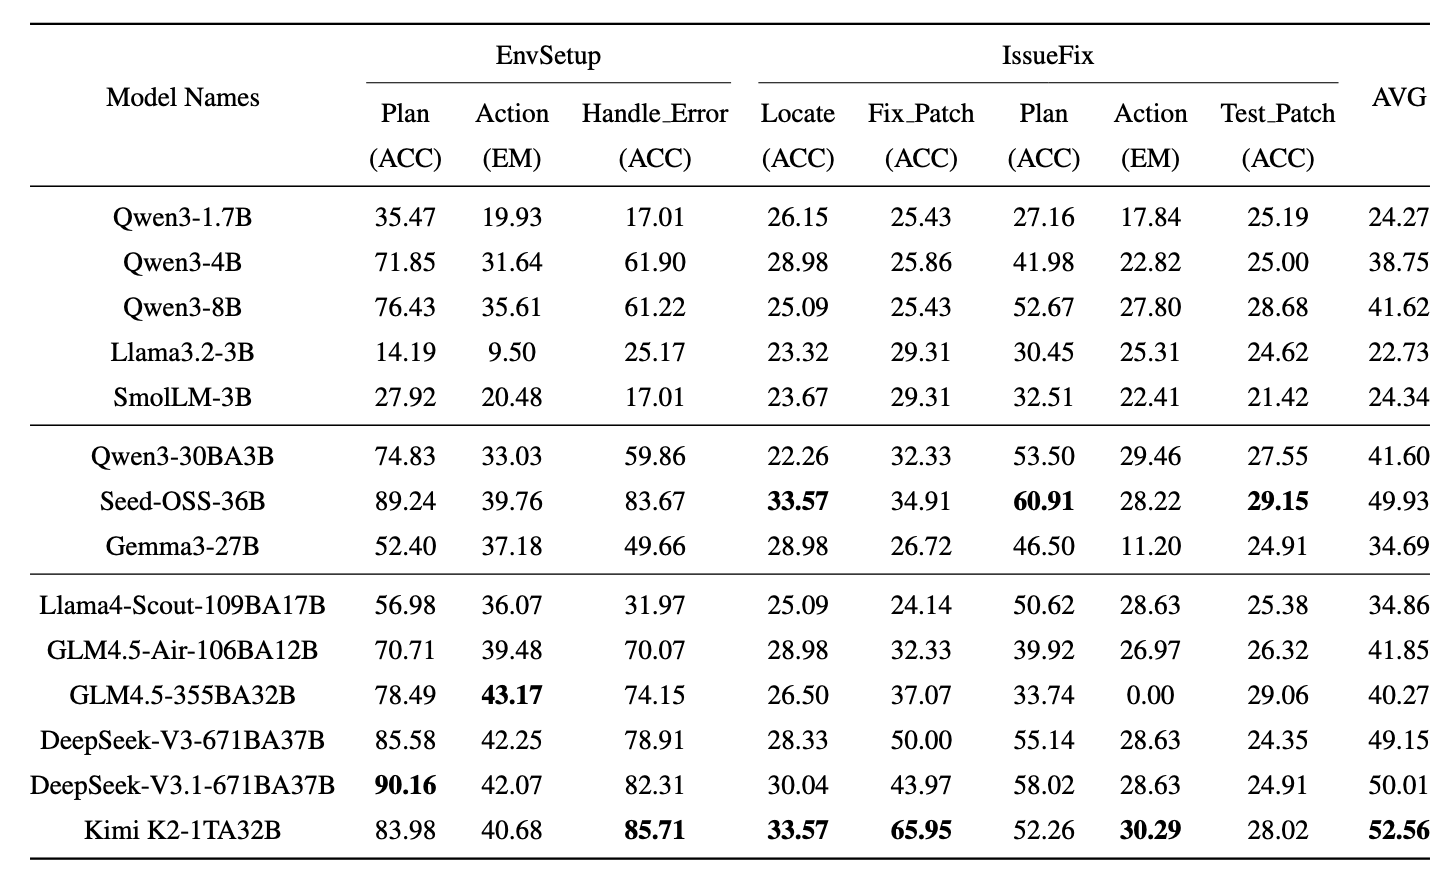 EnvSetup IssueFix
Model Names AVG
Plan Action Handle_Error Locate Fix_Patch Plan Action Test_Patch
(ACC) (EM) (ACC) (ACC) (ACC) (ACC) (EM) (ACC)
Qwen3-1.7B 35.47 19.93 17.01 26.15 25.43 27.16 17.84 25.19 24.27
Qwen3-4B 71.85 31.64 61.90 28.98 25.86 41.98 22.82 25.00 38.75
Qwen3-8B 76.43 35.61 61.22 25.09 25.43 52.67 27.80 28.68 41.62
Llama3.2-3B 14.19 9.50 25.17 23.32 29.31 30.45 25.31 24.62 22.73
SmolLM-3B 27.92 20.48 17.01 23.67 29.31 32.51 22.41 21.42 24.34
Qwen3-30BA3B 74.83 33.03 59.86 22.26 32.33 53.50 29.46 27.55 41.60
Seed-OSS-36B 89.24 39.76 83.67 33.57 34.91 60.91 28.22 29.15 49.93
Gemma3-27B 52.40 37.18 49.66 28.98 26.72 46.50 11.20 24.91 34.69
Llama4-Scout-109BA17B 56.98 36.07 31.97 25.09 24.14 50.62 28.63 25.38 34.86
GLM4.5-Air-106BA12B 70.71 39.48 70.07 28.98 32.33 39.92 26.97 26.32 41.85
GLM4.5-355BA32B 78.49 43.17 74.15 26.50 37.07 33.74 0.00 29.06 40.27
DeepSeek-V3-671BA37B 85.58 42.25 78.91 28.33 50.00 55.14 28.63 24.35 49.15
DeepSeek-V3.1-671BA37B 90.16 42.07 82.31 30.04 43.97 58.02 28.63 24.91 50.01
Kimi K2-1TA32B 83.98 40.68 85.71 33.57 65.95 52.26 30.29 28.02 52.56